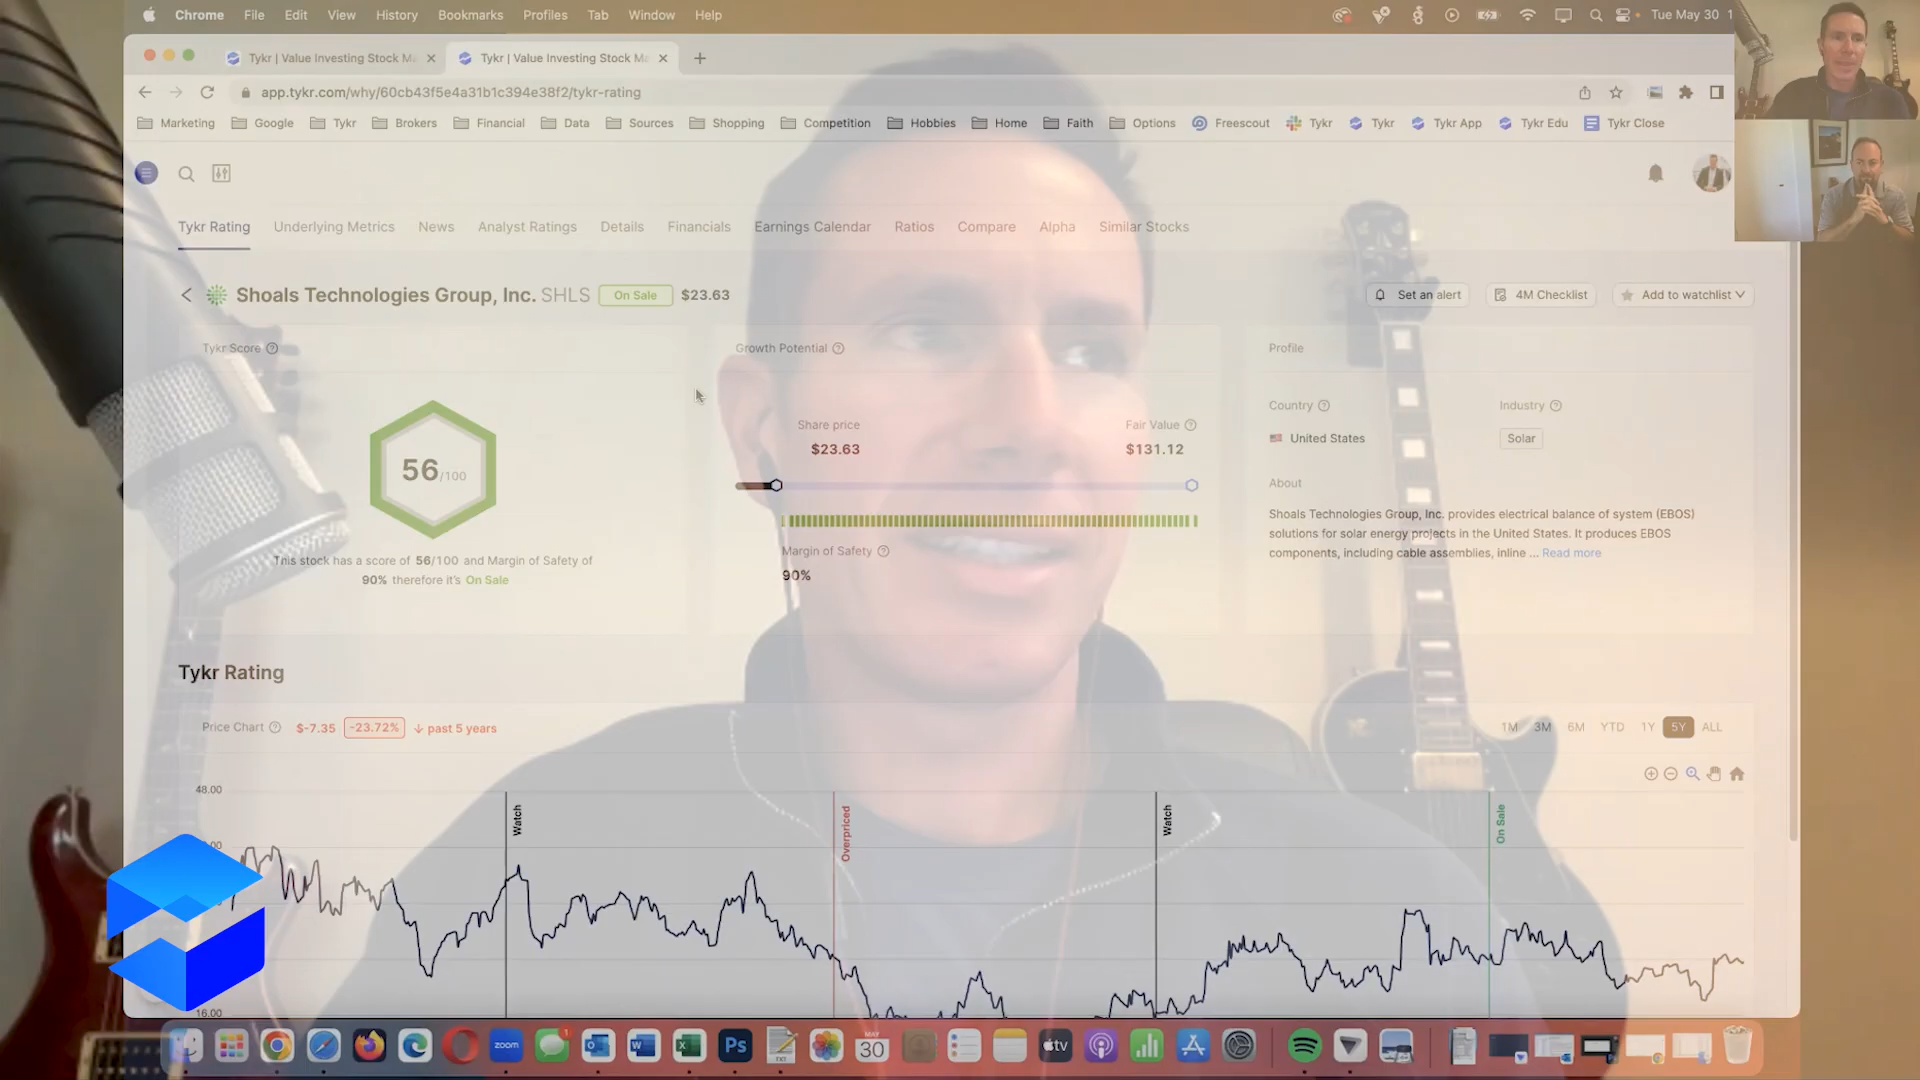 Chrome File Edit View History Bookmarks Profiles Tab Window Help Tue May 30 1
Tykr | Value Investing Stock Ma Tykr | Value Investing Stock Ma
app.tykr.com/why/60cb43f5e4a31b1c394e38f2/tykr-rating
Marketing Google Tykr Brokers Financial Data Sources Shopping Competition Hobbies Home Faith Options Freescout Tykr Tykr Tykr App Tykr Edu Tykr Close
Tykr Rating Underlying Metrics News Analyst Ratings Details Financials Earnings Calendar Ratios Compare Alpha Similar Stocks
Shoals Technologies Group, Inc. SHLS On Sale $23.63 Set an alert 4M Checklist Add to watchlist
Tykr Score
56/100
This stock has a score of 56/100 and Margin of Safety of
90% therefore it's On Sale
Growth Potential
Share price Fair Value
$23.63 $131.12
Margin of Safety
90%
Profile
Country Industry
United States Solar
About
Shoals Technologies Group, Inc. provides electrical balance of system (EBOS)
solutions for solar energy projects in the United States. It produces EBOS
components, including cable assemblies, inline ... Read more
Tykr Rating
Price Chart $-7.35 -23.72% ↓ past 5 years 1M 3M 6M YTD 1Y 5Y ALL
48.00
Watch Overpriced Watch On Sale
16.00
zoom 1 Ps MAY 30 tv